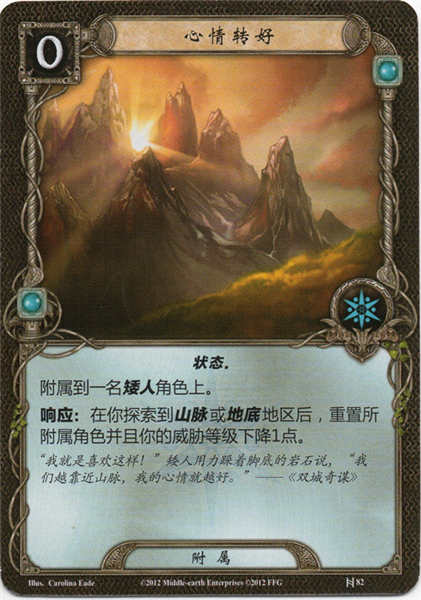 0
心情转好
状态.
附属到一名矮人角色上。
响应：在你探索到山脉或地底地区后，重置所
附属角色并且你的威胁等级下降1点。
“我就是喜欢这样！”矮人用力踩着脚底的岩石说，“我
们越靠近山脉，我的心情就越好。”——《双城奇谋》
附属
Illus. Carolina Eade ©2012 Middle-earth Enterprises ©2012 FFG 82